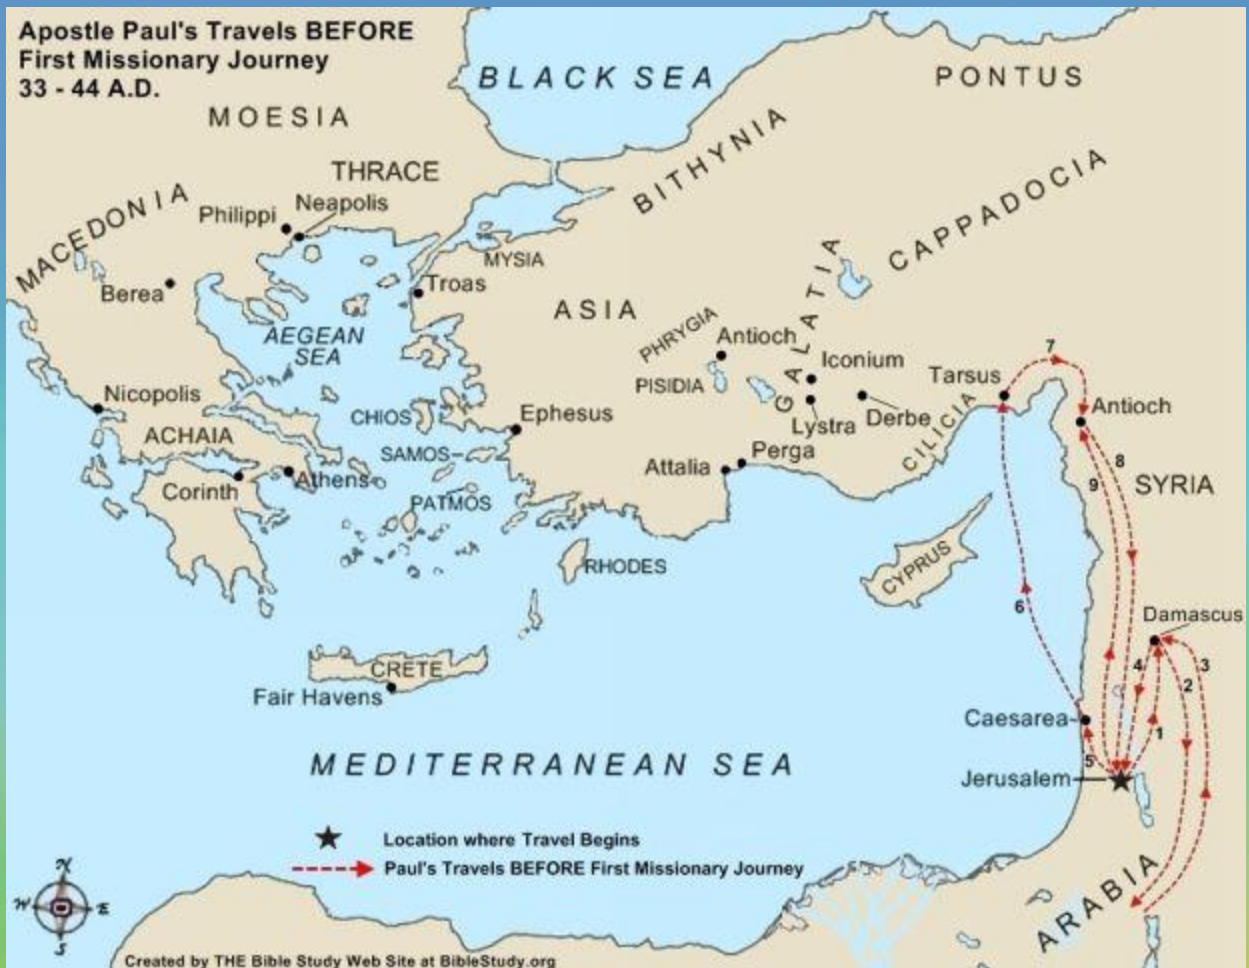 Apostle Paul's Travels BEFORE
First Missionary Journey
33 - 44 A.D.
BLACK SEA
PONTUS
MOESIA
THRACE
BITHYNIA
CAPPADOCIA
MACEDONIA
Philippi
Neapolis
MYSIA
Berea
Troas
ASIA
GALATIA
AEGEAN
SEA
PHRYGIA
Antioch
PISIDIA
Iconium
Tarsus
7
Nicopolis
CHIOS
Ephesus
Lystra
Derbe
CILICIA
Antioch
ACHAIA
SAMOS
Attalia
Perga
8
9
SYRIA
Corinth
Athens
PATMOS
RHODES
CYPRUS
6
Damascus
CRETE
Fair Havens
4
2
3
Caesarea
1
5
Jerusalem
MEDITERRANEAN SEA
Location where Travel Begins
Paul's Travels BEFORE First Missionary Journey
ARABIA
N
W
E
S
Created by THE Bible Study Web Site at BibleStudy.org